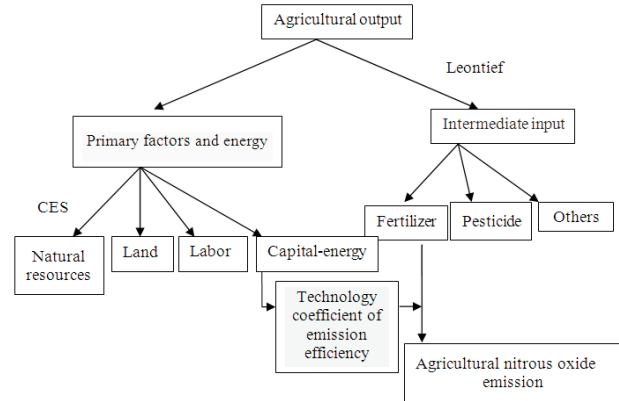 Agricultural output
Leontief
Primary factors and energy
Intermediate input
CES
Fertilizer
Pesticide
Others
Natural
resources
Land
Labor
Capital-energy
Technology
coefficient of
emission
efficiency
Agricultural nitrous oxide
emission